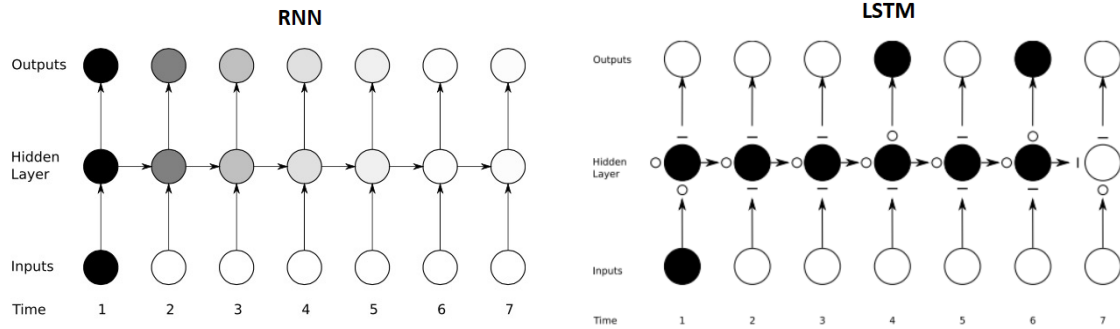 RNN
Outputs
Hidden
Layer
Inputs
Time 1 2 3 4 5 6 7
LSTM
Outputs
Hidden
Layer
Inputs
Time 1 2 3 4 5 6 7